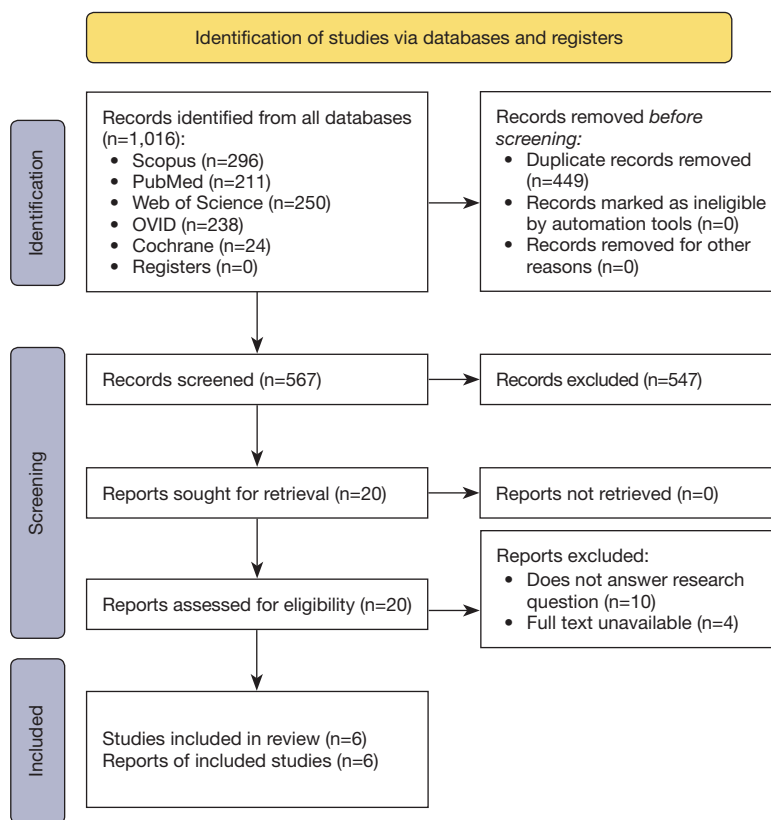 Identification of studies via databases and registers
Identification
Records identified from all databases
(n=1,016):
• Scopus (n=296)
• PubMed (n=211)
• Web of Science (n=250)
• OVID (n=238)
• Cochrane (n=24)
• Registers (n=0)
Records removed before
screening:
• Duplicate records removed
(n=449)
• Records marked as ineligible
by automation tools (n=0)
• Records removed for other
reasons (n=0)
Screening
Records screened (n=567)
Records excluded (n=547)
Reports sought for retrieval (n=20)
Reports not retrieved (n=0)
Reports assessed for eligibility (n=20)
Reports excluded:
• Does not answer research
question (n=10)
• Full text unavailable (n=4)
Included
Studies included in review (n=6)
Reports of included studies (n=6)